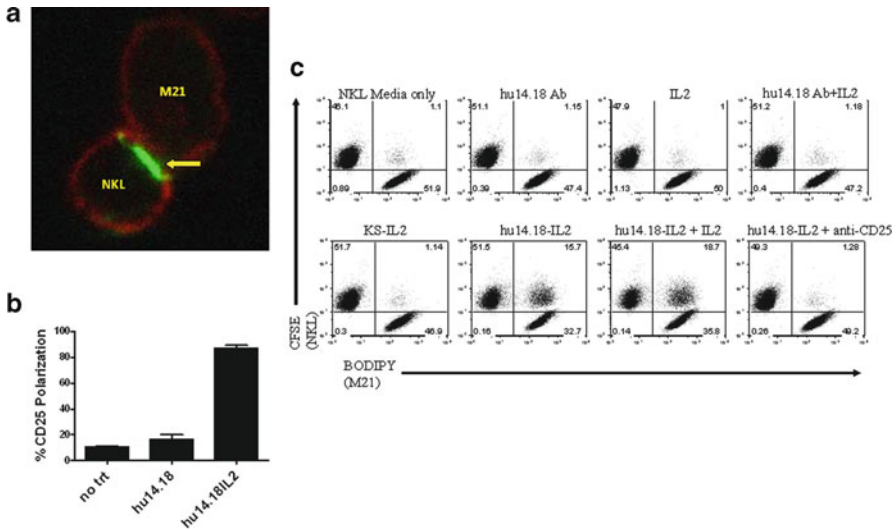 a
M21
NKL
b
% CD25 Polarization
100
80
60
40
20
0
no trt
hu14.18
hu14.18IL2
c
NKL Media only
hu14.18 Ab
IL2
hu14.18 Ab+IL2
1.1
0.89
51.9
51.1
1.15
0.39
47.4
47.9
1
1.13
50
51.2
1.18
0.4
47.2
KS-IL2
hu14.18-IL2
hu14.18-IL2 + IL2
hu14.18-IL2 + anti-CD25
51.7
1.14
0.3
46.9
51.5
15.7
0.16
32.7
45.4
18.7
0.14
35.8
49.3
1.28
0.26
49.2
CFSE
(NKL)
BODIPY
(M21)